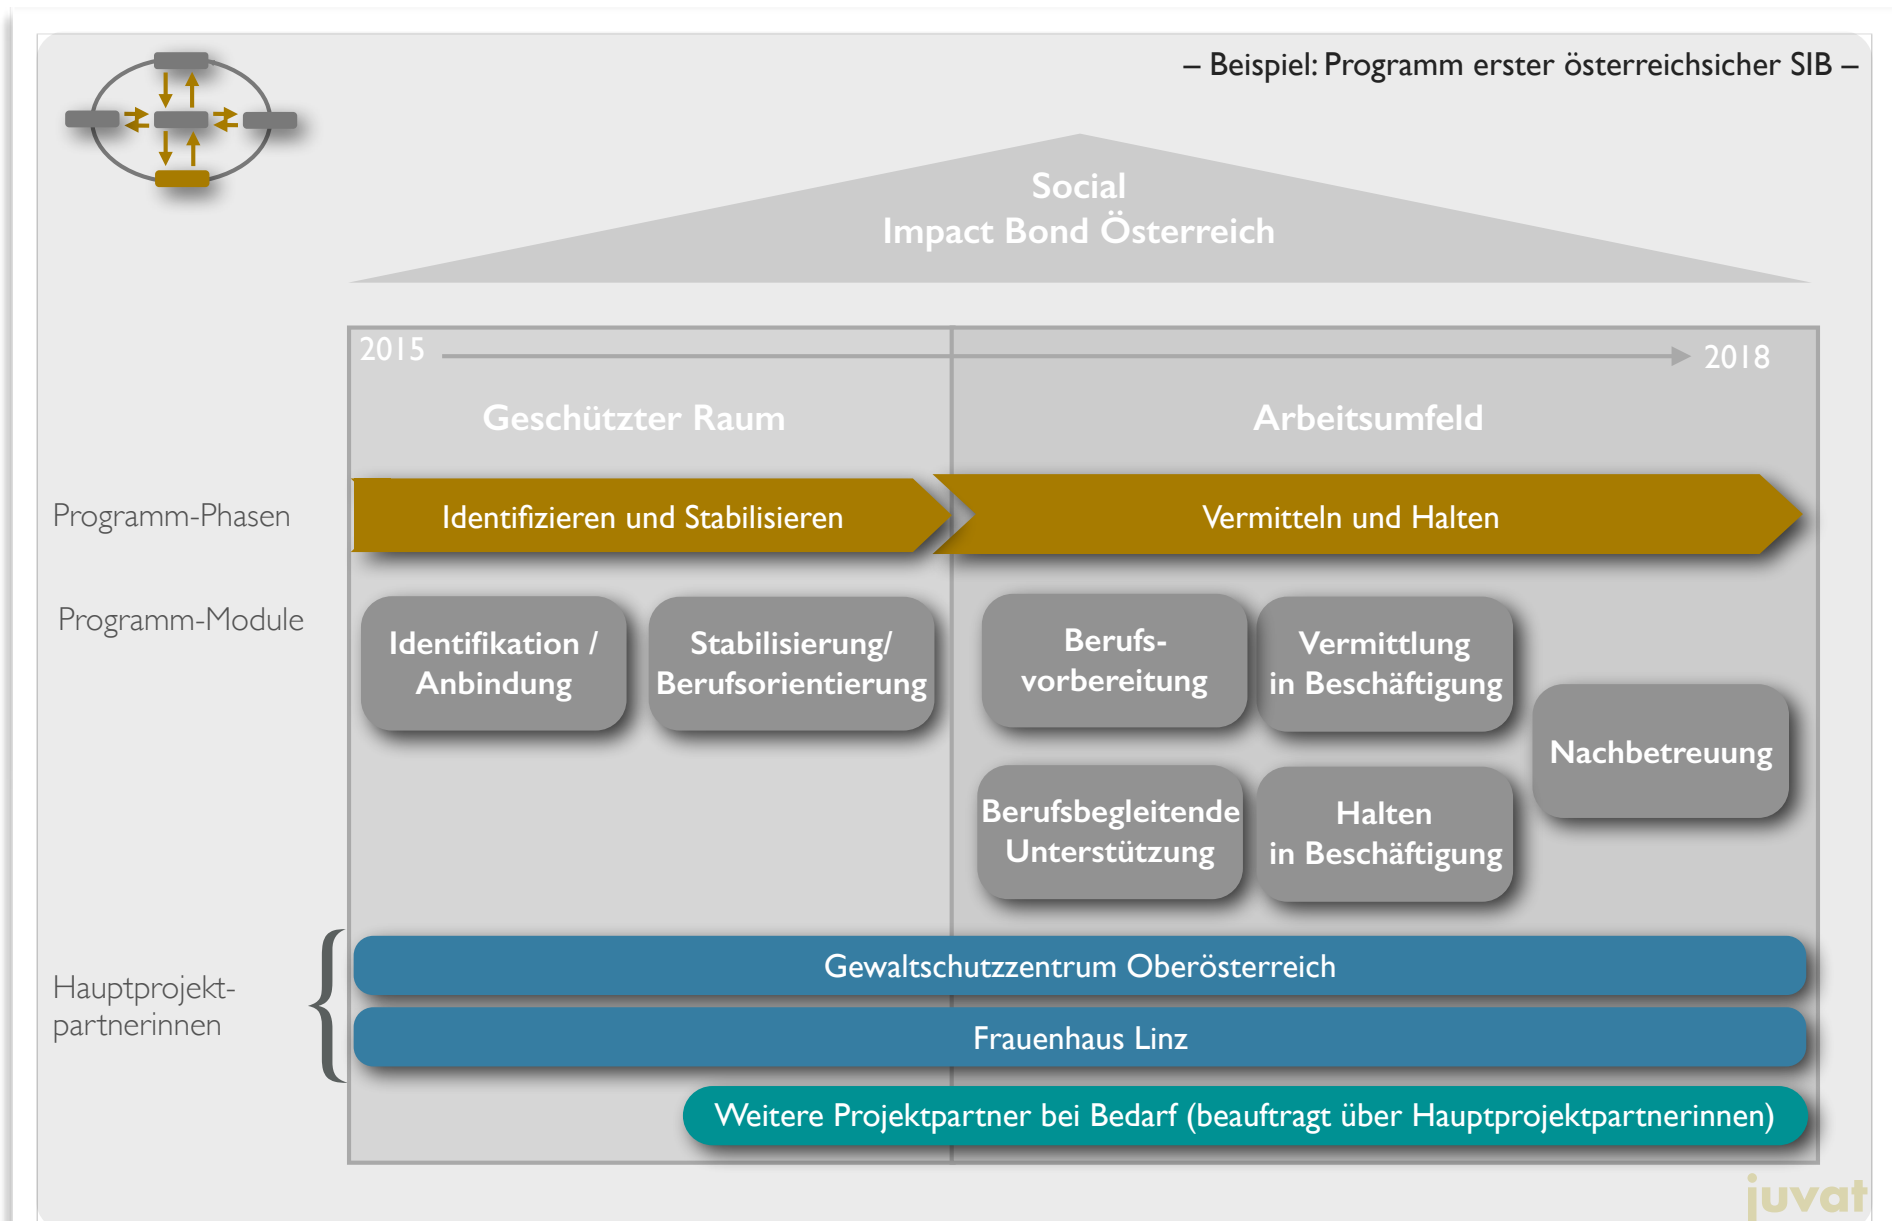 – Beispiel: Programm erster österreichsicher SIB –
Social
Impact Bond Österreich
2015
2018
Geschützter Raum
Arbeitsumfeld
Programm-Phasen
Identifizieren und Stabilisieren
Vermitteln und Halten
Programm-Module
Identifikation /
Anbindung
Stabilisierung/
Berufsorientierung
Berufs-
vorbereitung
Vermittlung
in Beschäftigung
Nachbetreuung
Berufsbegleitende
Unterstützung
Halten
in Beschäftigung
Hauptprojekt-
partnerinnen
Gewaltschutzzentrum Oberösterreich
Frauenhaus Linz
Weitere Projektpartner bei Bedarf (beauftragt über Hauptprojektpartnerinnen)
juvat